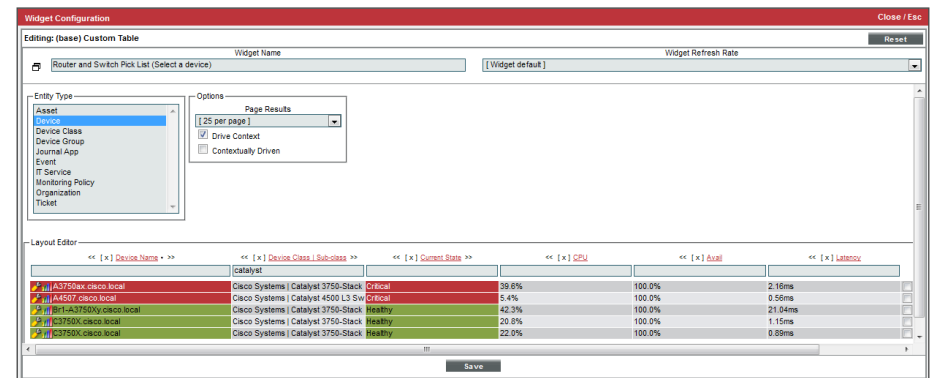 Widget Configuration Close / Esc
Editing: (base) Custom Table Reset
Widget Name Widget Refresh Rate
Router and Switch Pick List (Select a device) [ Widget default ]
Entity Type Options
Asset Page Results
Device [ 25 per page ]
Device Class Drive Context
Device Group Contextually Driven
Journal App
Event
IT Service
Monitoring Policy
Organization
Ticket
Layout Editor
<< [ x ] Device Name • >> << [ x ] Device Class | Sub-class >> << [ x ] Current State >> << [ x ] CPU << [ x ] Avail << [ x ] Latency
catalyst
A3750ax.cisco.local Cisco Systems | Catalyst 3750-Stack Critical 39.6% 100.0% 2.16ms
A4507.cisco.local Cisco Systems | Catalyst 4500 L3 Sw Critical 5.4% 100.0% 0.56ms
Br1-A3750Xy.cisco.local Cisco Systems | Catalyst 3750-Stack Healthy 42.3% 100.0% 21.04ms
C3750X.cisco.local Cisco Systems | Catalyst 3750-Stack Healthy 20.8% 100.0% 1.15ms
C3750X.cisco.local Cisco Systems | Catalyst 3750-Stack Healthy 22.0% 100.0% 0.89ms
Save